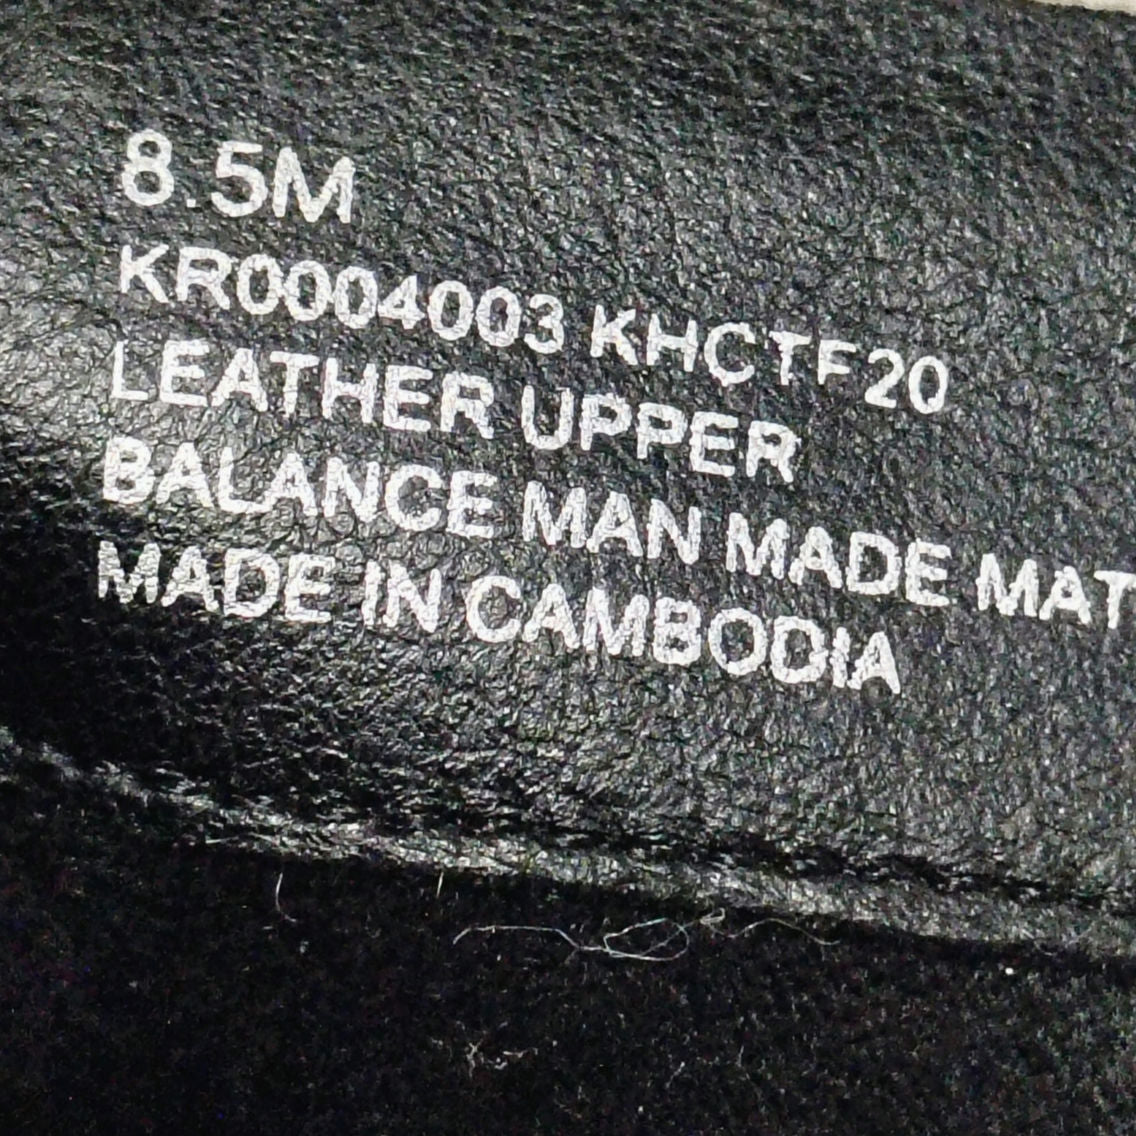 8.5M
KR0004003 KHCTF20
LEATHER UPPER
BALANCE MAN MADE MAT
MADE IN CAMBODIA